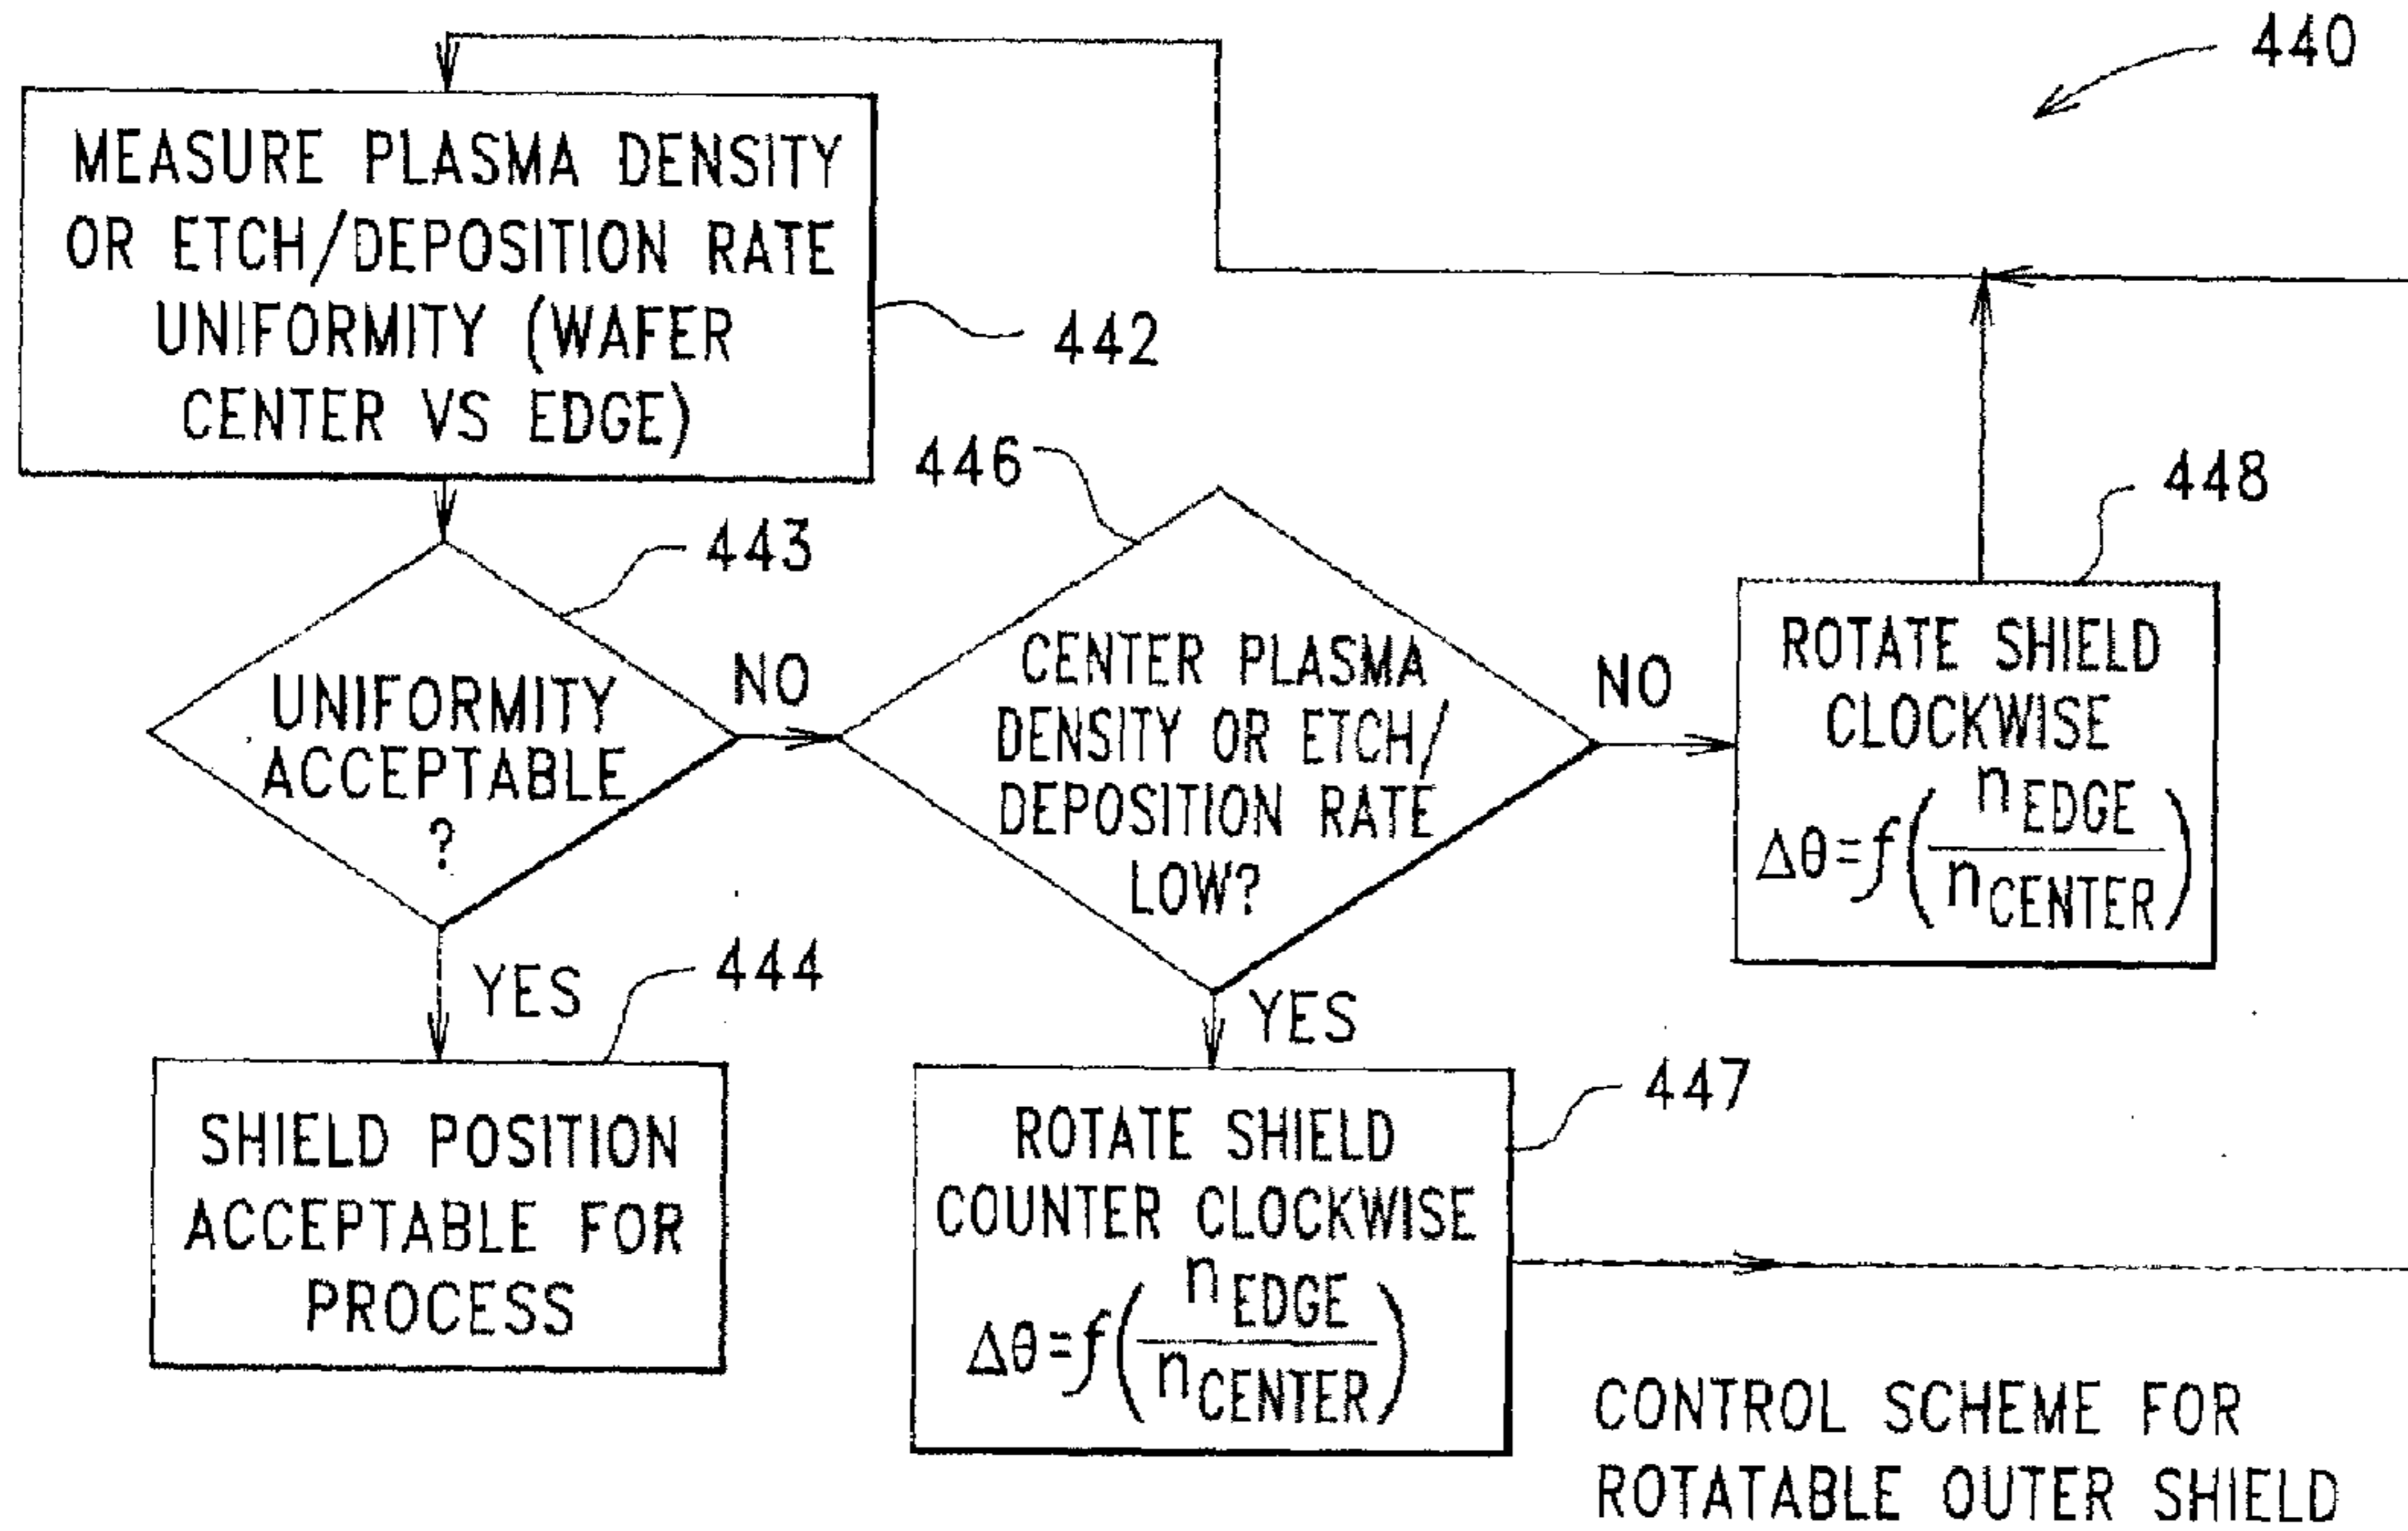 440
MEASURE PLASMA DENSITY
OR ETCH/DEPOSITION RATE
UNIFORMITY (WAFER
CENTER VS EDGE)
442
443
UNIFORMITY
ACCEPTABLE
?
NO
YES
444
SHIELD POSITION
ACCEPTABLE FOR
PROCESS
446
CENTER PLASMA
DENSITY OR ETCH/
DEPOSITION RATE
LOW?
NO
YES
448
ROTATE SHIELD
CLOCKWISE
Δθ=f(nEDGE/nCENTER)
447
ROTATE SHIELD
COUNTER CLOCKWISE
Δθ=f(nEDGE/nCENTER)
CONTROL SCHEME FOR
ROTATABLE OUTER SHIELD